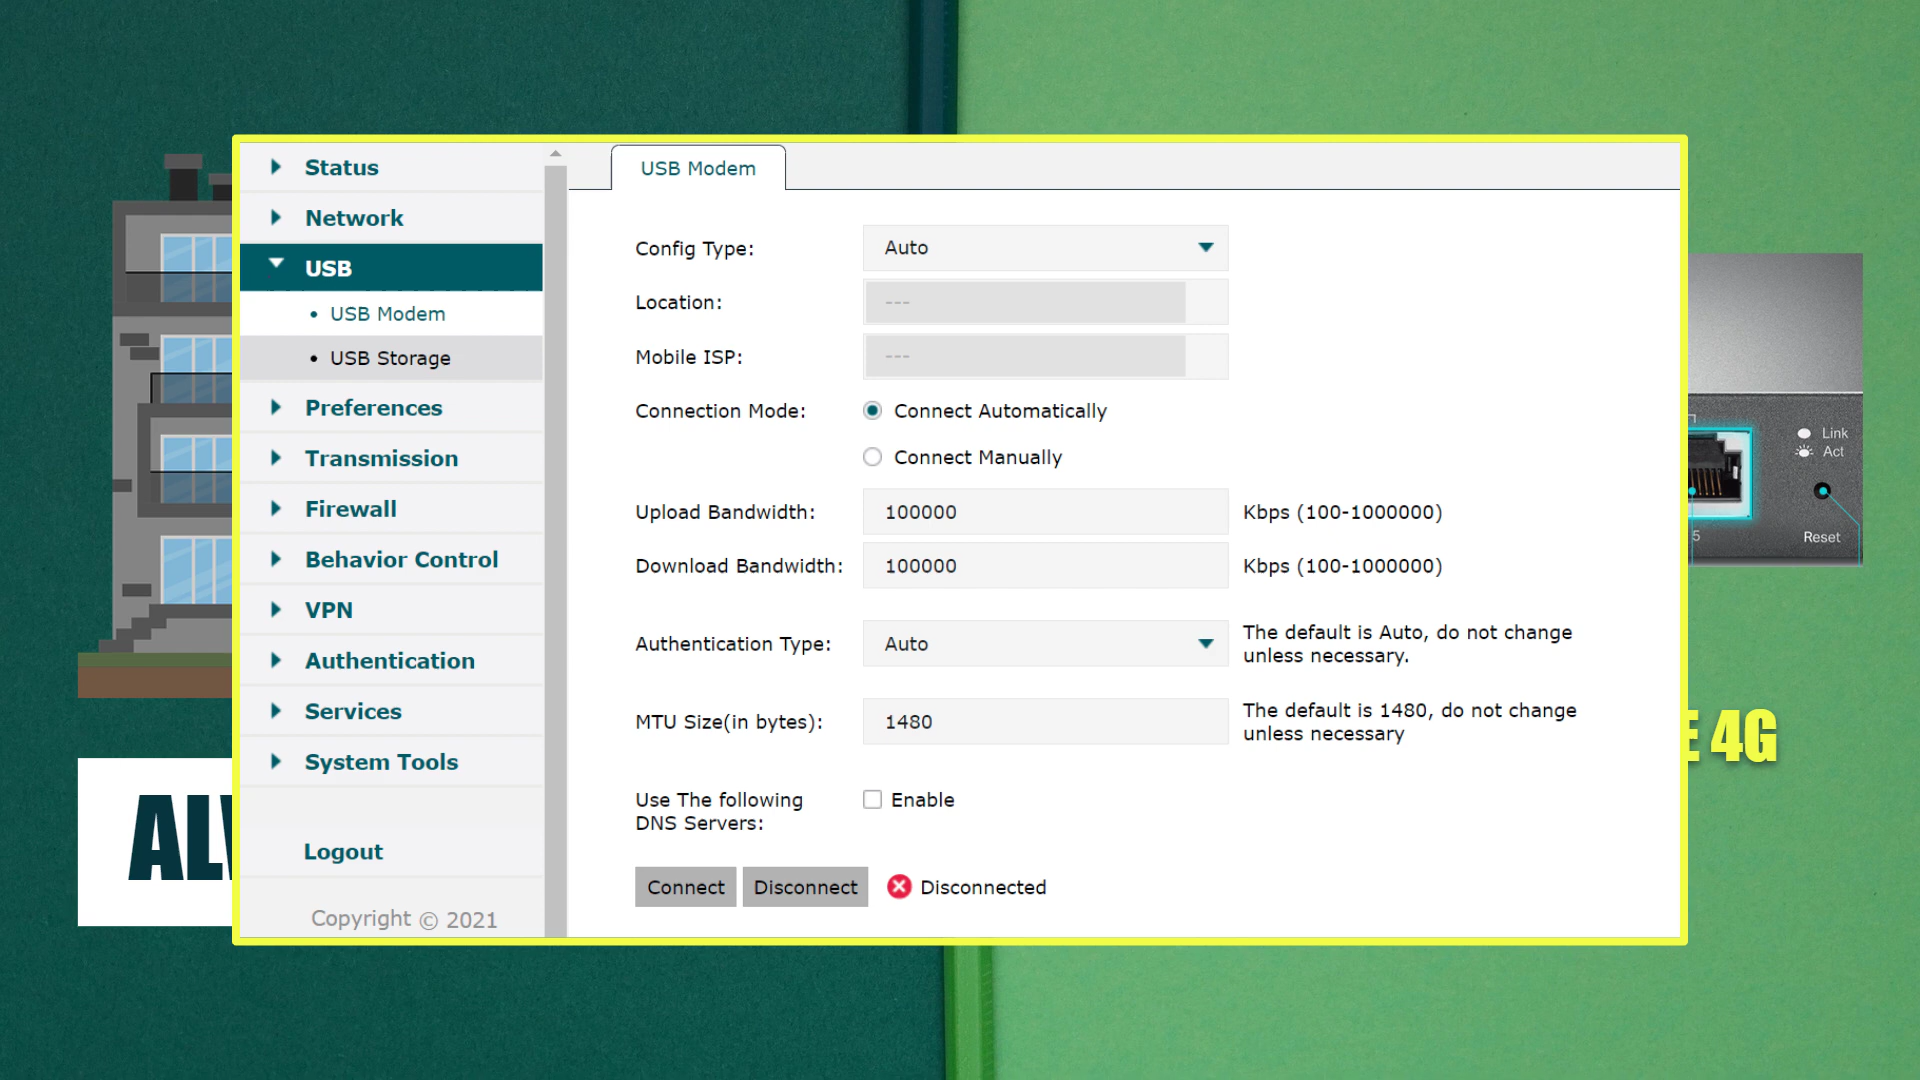 Status
Network
USB
• USB Modem
• USB Storage
Preferences
Transmission
Firewall
Behavior Control
VPN
Authentication
Services
System Tools
Logout
Copyright © 2021
USB Modem
Config Type: Auto
Location: ---
Mobile ISP: ---
Connection Mode: Connect Automatically
Connect Manually
Upload Bandwidth: 100000 Kbps (100-1000000)
Download Bandwidth: 100000 Kbps (100-1000000)
Authentication Type: Auto The default is Auto, do not change
unless necessary.
MTU Size(in bytes): 1480 The default is 1480, do not change
unless necessary
Use The following
DNS Servers: Enable
Connect Disconnect Disconnected
Link
Act
5
Reset
4G